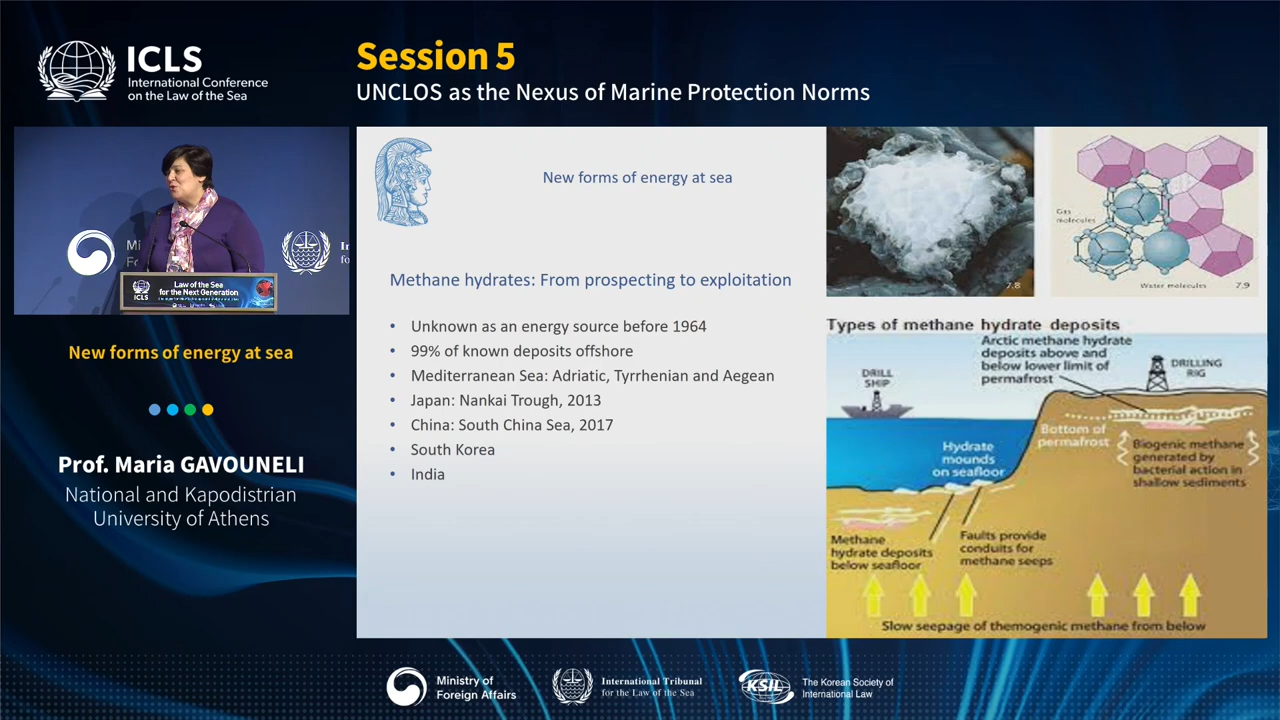 ICLS
International Conference
on the Law of the Sea
Session 5
UNCLOS as the Nexus of Marine Protection Norms
Law of the Sea
for the Next Generation
ICLS
New forms of energy at sea
Prof. Maria GAVOUNELI
National and Kapodistrian
University of Athens
New forms of energy at sea
Methane hydrates: From prospecting to exploitation
• Unknown as an energy source before 1964
• 99% of known deposits offshore
• Mediterranean Sea: Adriatic, Tyrrhenian and Aegean
• Japan: Nankai Trough, 2013
• China: South China Sea, 2017
• South Korea
• India
7.8
Gas
molecules
Water molecules
7.9
Types of methane hydrate deposits
Arctic methane hydrate
deposits above and
below lower limit of
permafrost
DRILL
SHIP
DRILLING
RIG
Bottom of
permafrost
Hydrate
mounds
on seafloor
Biogenic methane
generated by
bacterial action in
shallow sediments
Methane
hydrate deposits
below seafloor
Faults provide
conduits for
methane seeps
Slow seepage of themogenic methane from below
Ministry of
Foreign Affairs
International Tribunal
for the Law of the Sea
KSIL
The Korean Society of
International Law